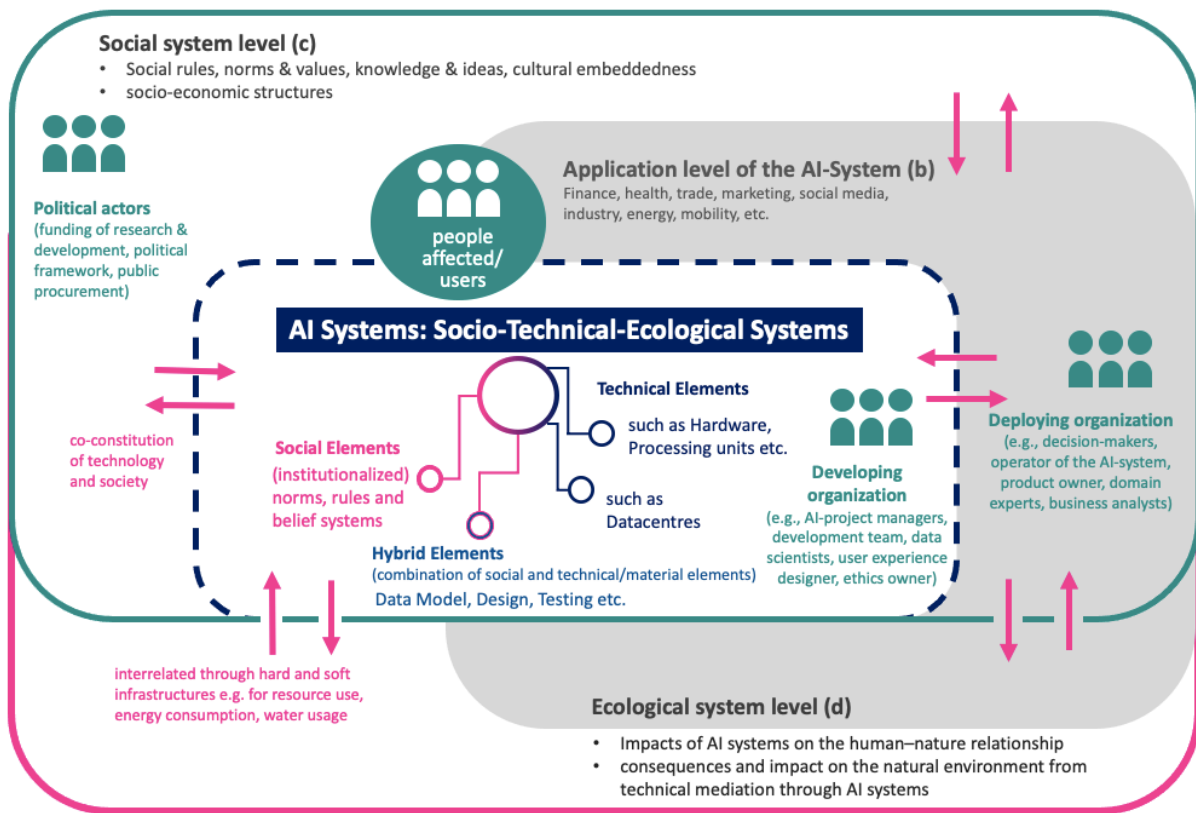 Social system level (c)
• Social rules, norms & values, knowledge & ideas, cultural embeddedness
• socio-economic structures
Political actors
(funding of research &
development, political
framework, public
procurement)
people
affected/
users
Application level of the AI-System (b)
Finance, health, trade, marketing, social media,
industry, energy, mobility, etc.
AI Systems: Socio-Technical-Ecological Systems
Technical Elements
such as Hardware,
Processing units etc.
such as
Datacentres
Social Elements
(institutionalized)
norms, rules and
belief systems
Hybrid Elements
(combination of social and technical/material elements)
Data Model, Design, Testing etc.
Developing
organization
(e.g., AI-project managers,
development team, data
scientists, user experience
designer, ethics owner)
Deploying organization
(e.g., decision-makers,
operator of the AI-system,
product owner, domain
experts, business analysts)
co-constitution
of technology
and society
interrelated through hard and soft
infrastructures e.g. for resource use,
energy consumption, water usage
Ecological system level (d)
• Impacts of AI systems on the human–nature relationship
• consequences and impact on the natural environment from
technical mediation through AI systems